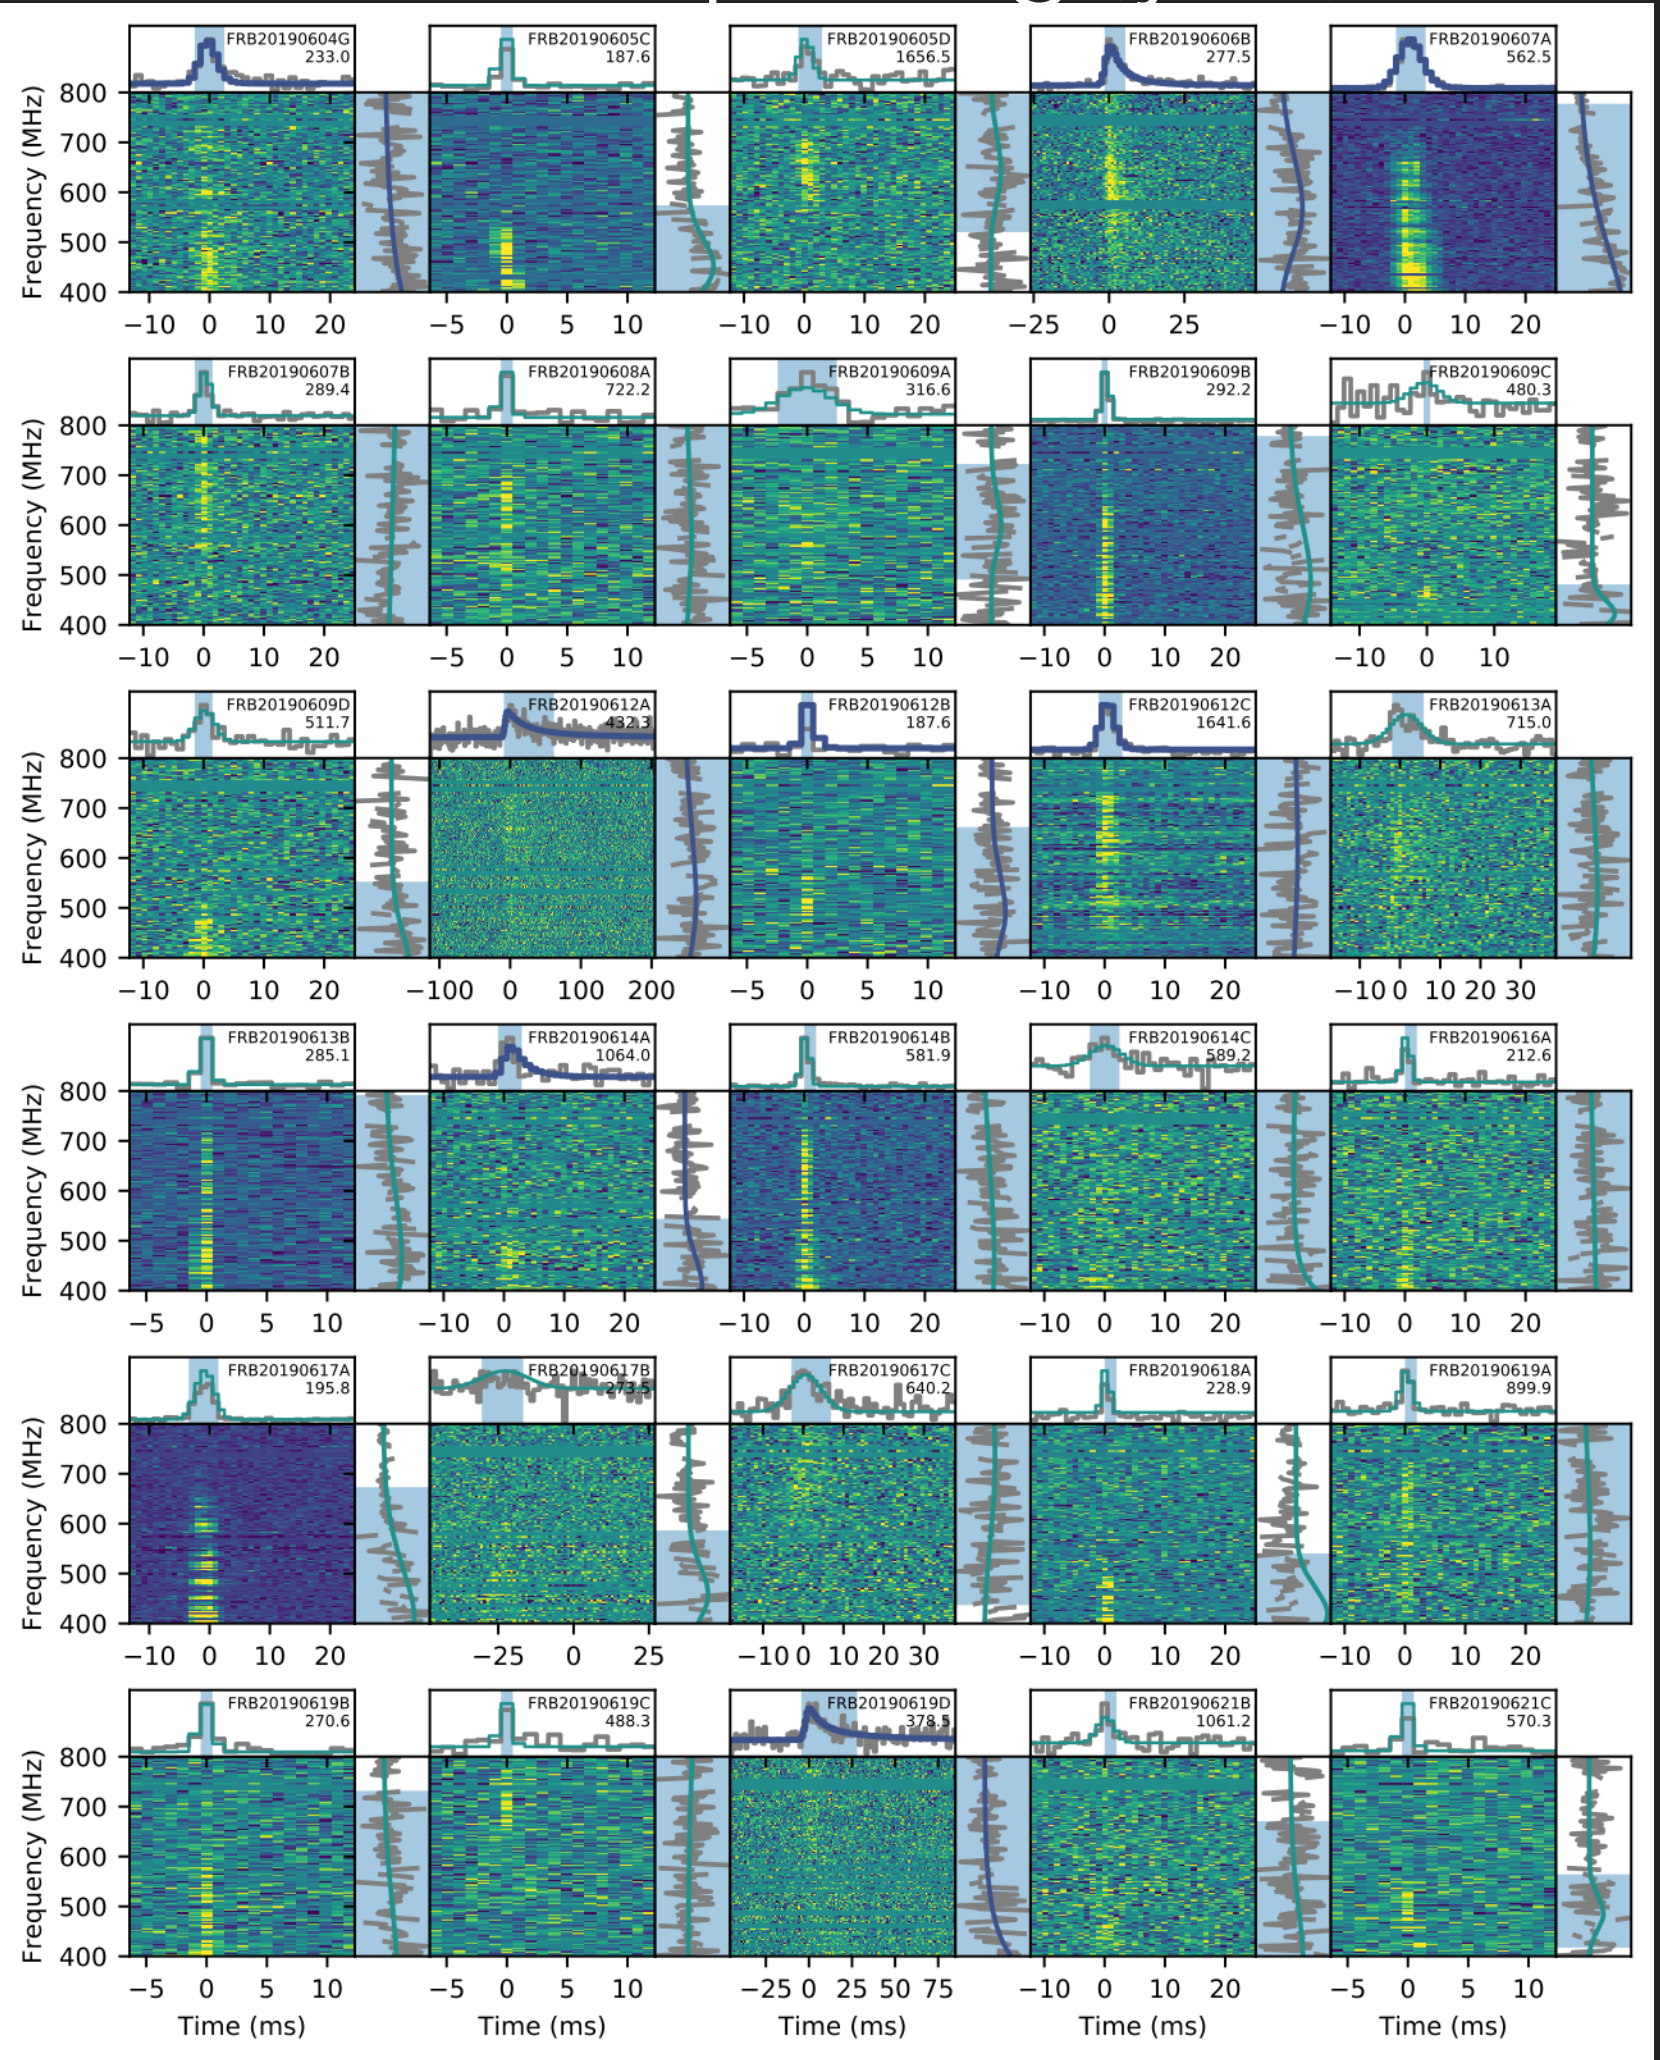 FRB20190604G
233.0
FRB20190605C
187.6
FRB20190605D
1656.5
FRB20190606B
277.5
FRB20190607A
562.5
Frequency (MHz)
800
700
600
500
400
−10 0 10 20
−5 0 5 10
−10 0 10 20
−25 0 25
−10 0 10 20
FRB20190607B
289.4
FRB20190608A
722.2
FRB20190609A
316.6
FRB20190609B
292.2
FRB20190609C
480.3
Frequency (MHz)
800
700
600
500
400
−10 0 10 20
−5 0 5 10
−5 0 5 10
−10 0 10 20
−10 0 10
FRB20190609D
511.7
FRB20190612A
432.3
FRB20190612B
187.6
FRB20190612C
1641.6
FRB20190613A
715.0
Frequency (MHz)
800
700
600
500
400
−10 0 10 20
−100 0 100 200
−5 0 5 10
−10 0 10 20
−10 0 10 20 30
FRB20190613B
285.1
FRB20190614A
1064.0
FRB20190614B
581.9
FRB20190614C
589.2
FRB20190616A
212.6
Frequency (MHz)
800
700
600
500
400
−5 0 5 10
−10 0 10 20
−10 0 10 20
−10 0 10 20
−10 0 10 20
FRB20190617A
195.8
FRB20190617B
273.5
FRB20190617C
640.2
FRB20190618A
228.9
FRB20190619A
899.9
Frequency (MHz)
800
700
600
500
400
−10 0 10 20
−25 0 25
−10 0 10 20 30
−10 0 10 20
−10 0 10 20
FRB20190619B
270.6
FRB20190619C
488.3
FRB20190619D
378.5
FRB20190621B
1061.2
FRB20190621C
570.3
Frequency (MHz)
800
700
600
500
400
−5 0 5 10
−5 0 5 10
−25 0 25 50 75
−10 0 10 20
−5 0 5 10
Time (ms)
Time (ms)
Time (ms)
Time (ms)
Time (ms)